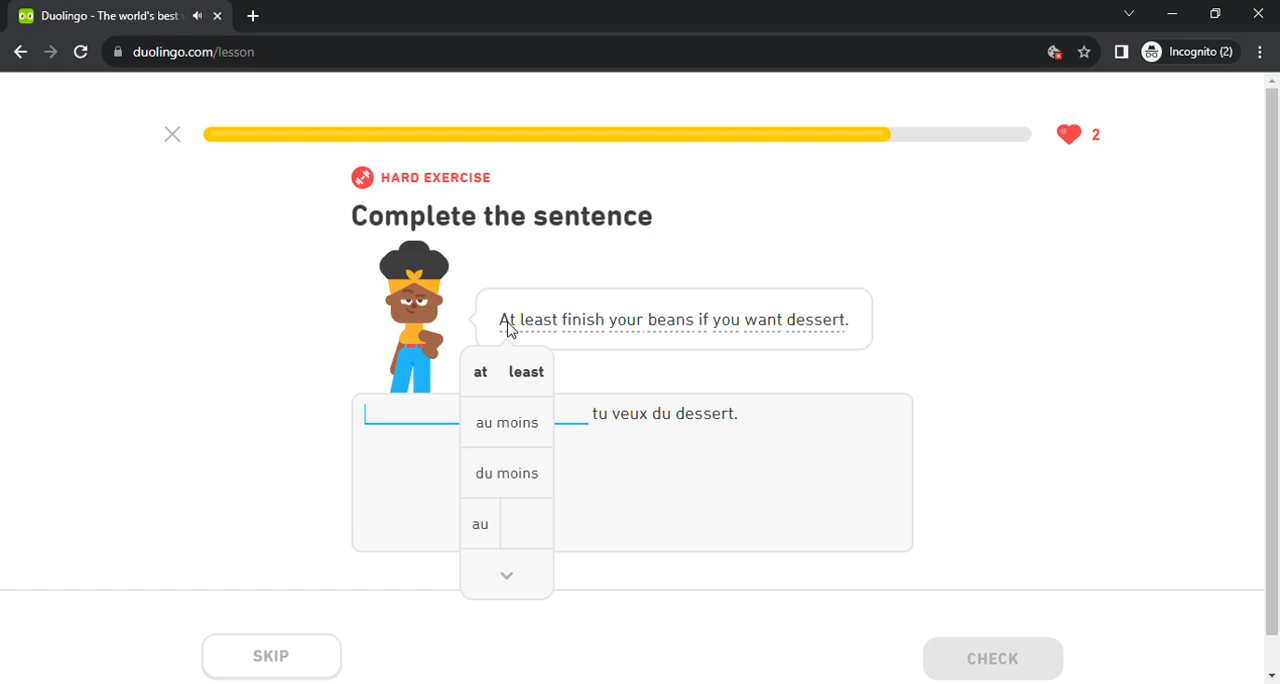 Duolingo - The world's best
duolingo.com/lesson
Incognito (2)
2
HARD EXERCISE
Complete the sentence
At least finish your beans if you want dessert.
at least
au moins
du moins
au
tu veux du dessert.
SKIP
CHECK